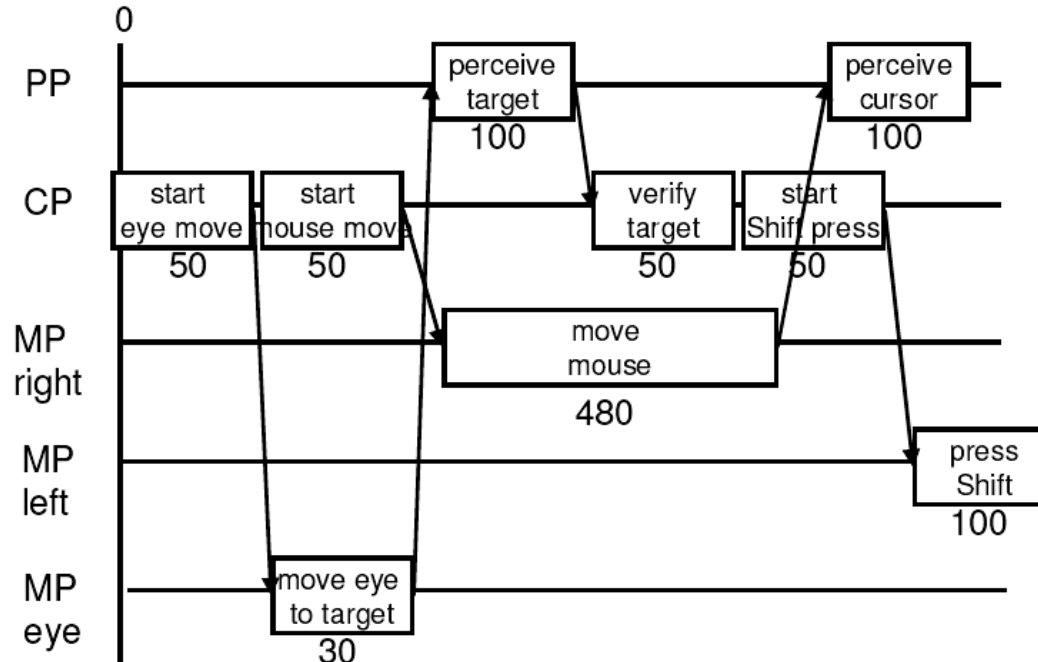 0
PP
perceive
target
100
perceive
cursor
100
CP
start
eye move
50
start
mouse move
50
verify
target
50
start
Shift press
50
MP
right
move
mouse
480
MP
left
press
Shift
100
MP
eye
move eye
to target
30